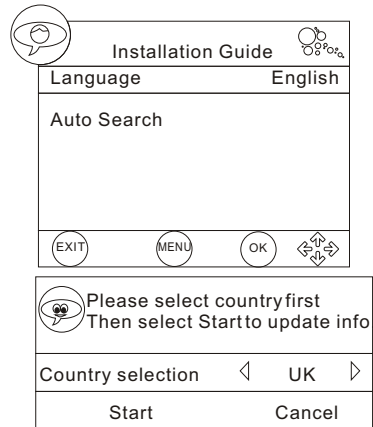 Installation Guide
Language English
Auto Search
EXIT MENU OK
Please select country first
Then select Start to update info
Country selection UK
Start Cancel